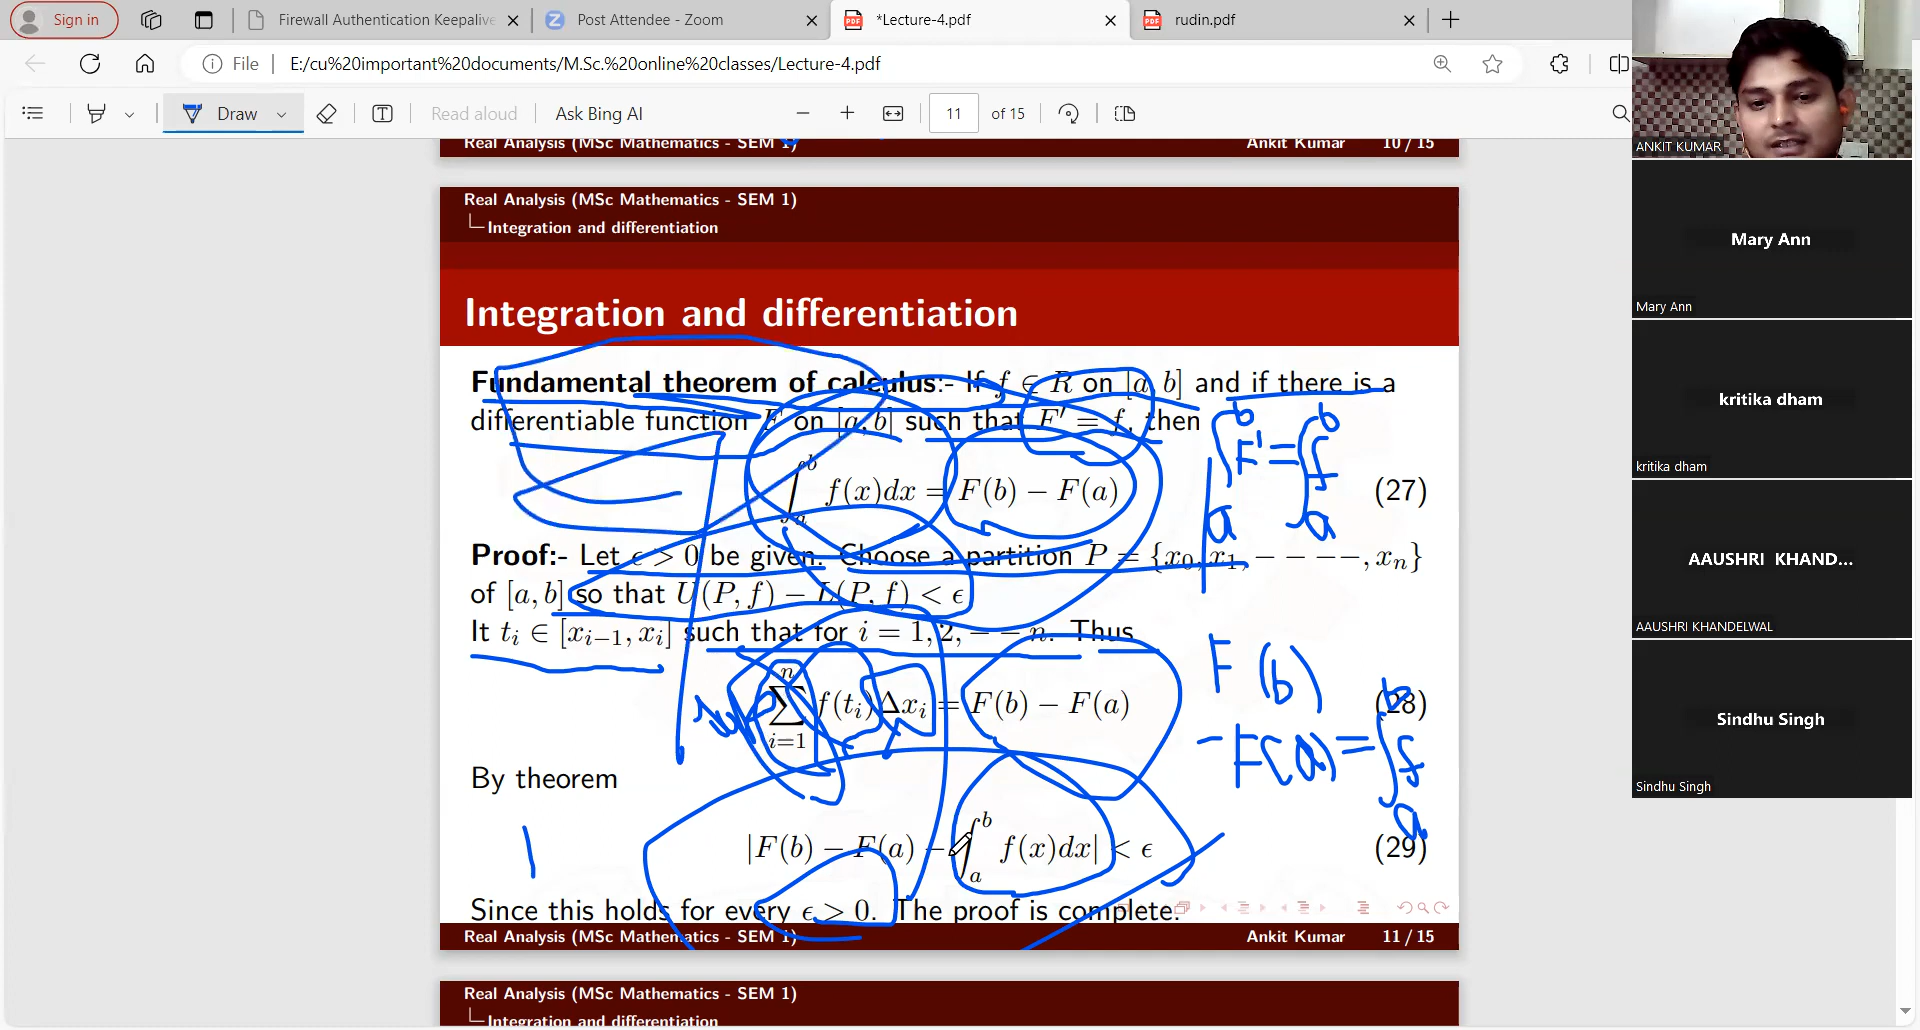 Sign in
Firewall Authentication Keepalive
Post Attendee - Zoom
*Lecture-4.pdf
rudin.pdf
File
E:/cu%20important%20documents/M.Sc.%20online%20classes/Lecture-4.pdf
Draw
Read aloud
Ask Bing AI
11
of 15
Real Analysis (MSc Mathematics - SEM 1)
Ankit Kumar
10 / 15
Real Analysis (MSc Mathematics - SEM 1)
Integration and differentiation
Integration and differentiation
Fundamental theorem of calculus:- If f ∈ R on [a, b] and if there is a
differentiable function F on [a, b] such that F′ = f, then
∫_a^b f(x)dx = F(b) − F(a) (27)
∫_a^b F' = ∫_a^b f
Proof:- Let ϵ > 0 be given. Choose a partition P = {x₀, x₁, − − −−, xₙ}
of [a, b] so that U(P, f) − L(P, f) < ϵ
It tᵢ ∈ [xᵢ₋₁, xᵢ] such that for i = 1, 2, − − n. Thus
∑_{i=1}^n f(tᵢ)Δxᵢ = F(b) − F(a) (28)
F (b)
- F(a) = ∫_a^b f
By theorem
|F(b) − F(a) − ∫_a^b f(x)dx| < ϵ (29)
Since this holds for every ϵ > 0. The proof is complete.
Real Analysis (MSc Mathematics - SEM 1)
Ankit Kumar
11 / 15
Real Analysis (MSc Mathematics - SEM 1)
Integration and differentiation
ANKIT KUMAR
Mary Ann
Mary Ann
kritika dham
kritika dham
AAUSHRI KHAND...
AAUSHRI KHANDELWAL
Sindhu Singh
Sindhu Singh